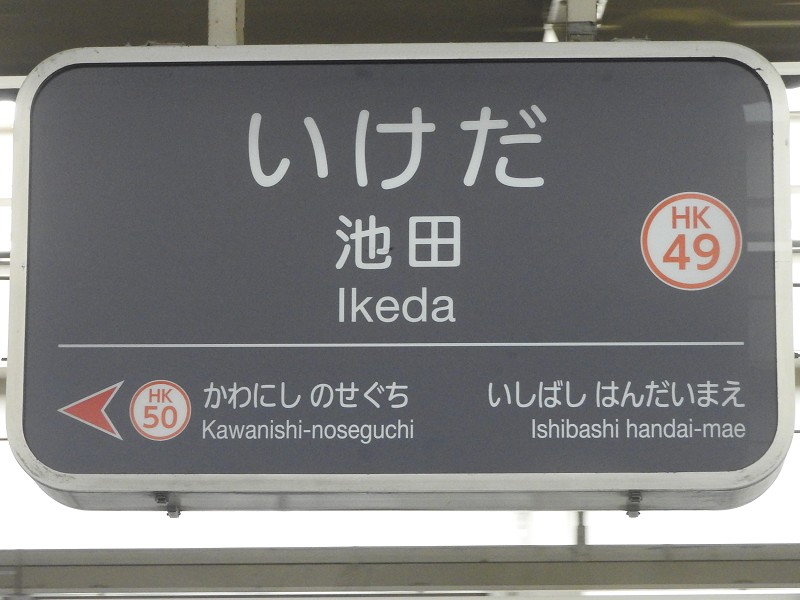 いけだ
池田
Ikeda
HK
49
HK
50
かわにし のせぐち
Kawanishi-noseguchi
いしばし はんだいまえ
Ishibashi handai-mae